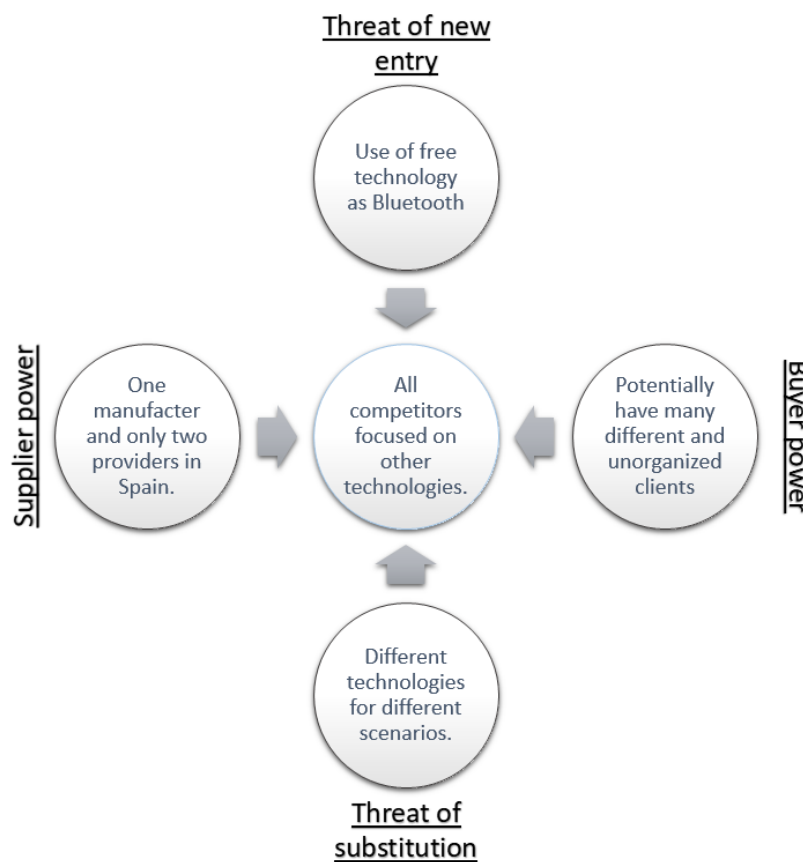 Threat of new
entry
Use of free
technology
as Bluetooth
Supplier power
One
manufacter
and only two
providers in
Spain.
All
competitors
focused on
other
technologies.
Potentially
have many
different and
unorganized
clients
Buyer power
Different
technologies
for different
scenarios.
Threat of
substitution